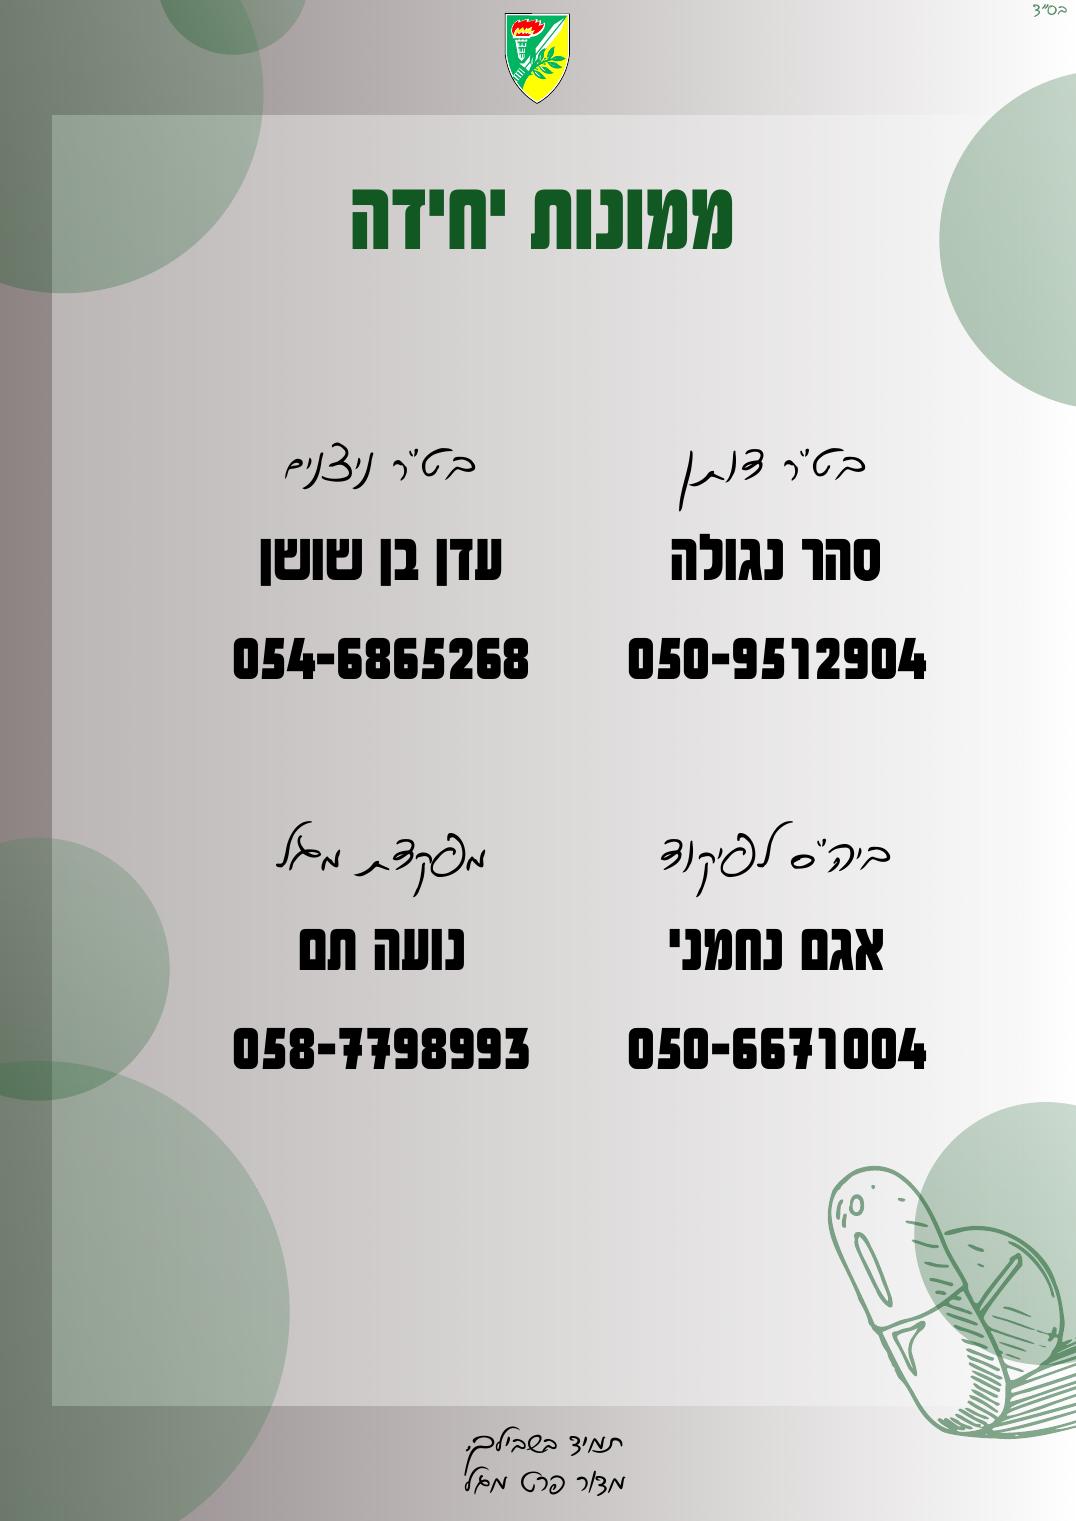 בס"ד
ממונות יחידה
בט"ר דותן
סהר נגולה
050-9512904
בט"ר ניצנים
עדן בן שושן
054-6865268
ביה"ס לפיקוד
אגם נחמני
050-6671004
מפקדת מגל
נועה תם
058-7798993
תמיד בשבילך,
מדור פרט מגל